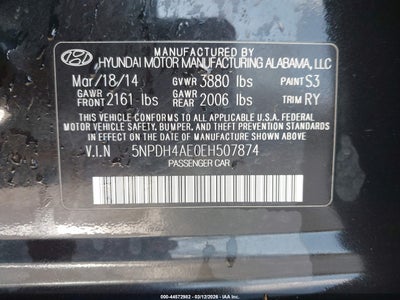 MANUFACTURED BY
HYUNDAI MOTOR MANUFACTURING ALABAMA, LLC
Mar/18/14 GVWR 3880 lbs PAINT S3
GAWR FRONT 2161 lbs GAWR REAR 2006 lbs TRIM RY
THIS VEHICLE CONFORMS TO ALL APPLICABLE U.S. FEDERAL
MOTOR VEHICLE SAFETY, BUMPER, AND THEFT PREVENTION STANDARDS
IN EFFECT ON THE DATE OF MANUFACTURE SHOWN ABOVE.
V.I.N 5NPDH4AE0EH507874
PASSENGER CAR
000-44572982 - 03/12/2026 - IAA Inc.